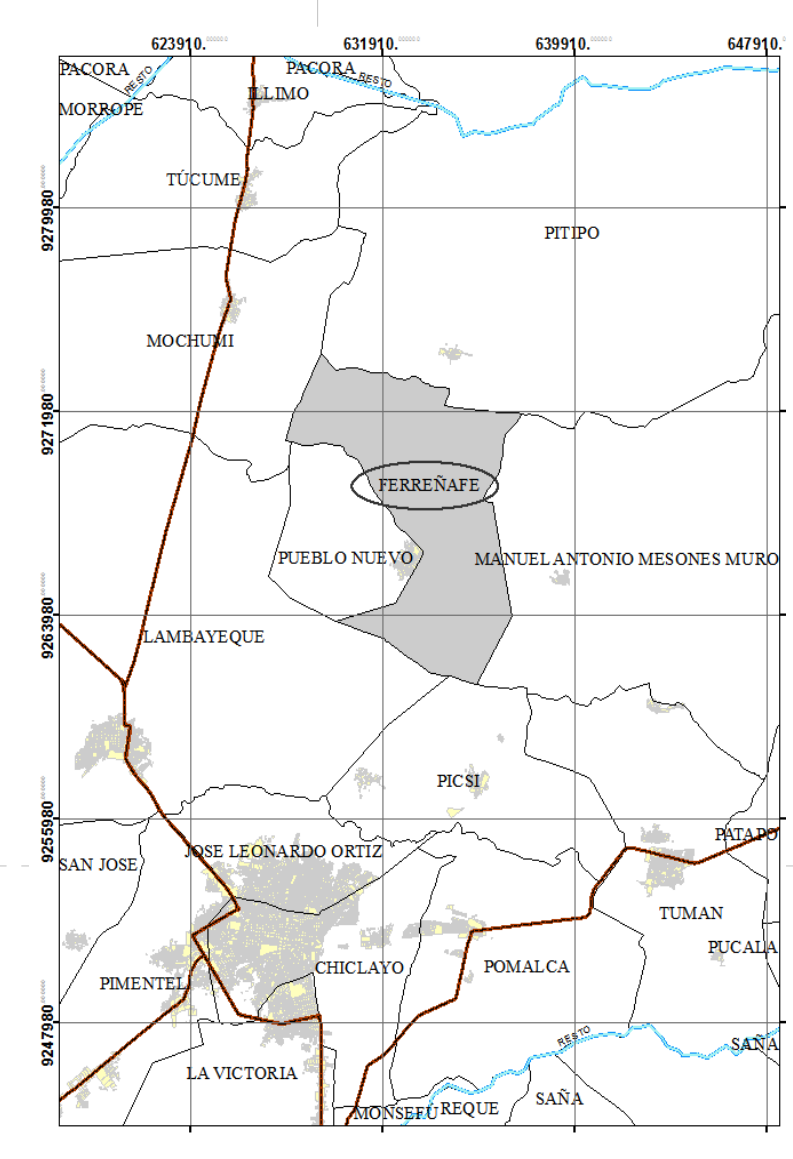 623910.
631910.
639910.
647910.
PACORA
RESTO
PACORA
RESTO
ILLIMO
MORROPE
TÚCUME
9279980
PITIPO
MOCHUMI
9271980
FERREÑAFE
PUEBLO NUEVO
MANUEL ANTONIO MESONES MURO
9263980
LAMBAYEQUE
PICSI
9255980
PATAPO
JOSE LEONARDO ORTIZ
SAN JOSE
TUMAN
PUCALA
CHICLAYO
POMALCA
PIMENTEL
9247980
RESTO
SAÑA
LA VICTORIA
SAÑA
REQUE
MONSEFU